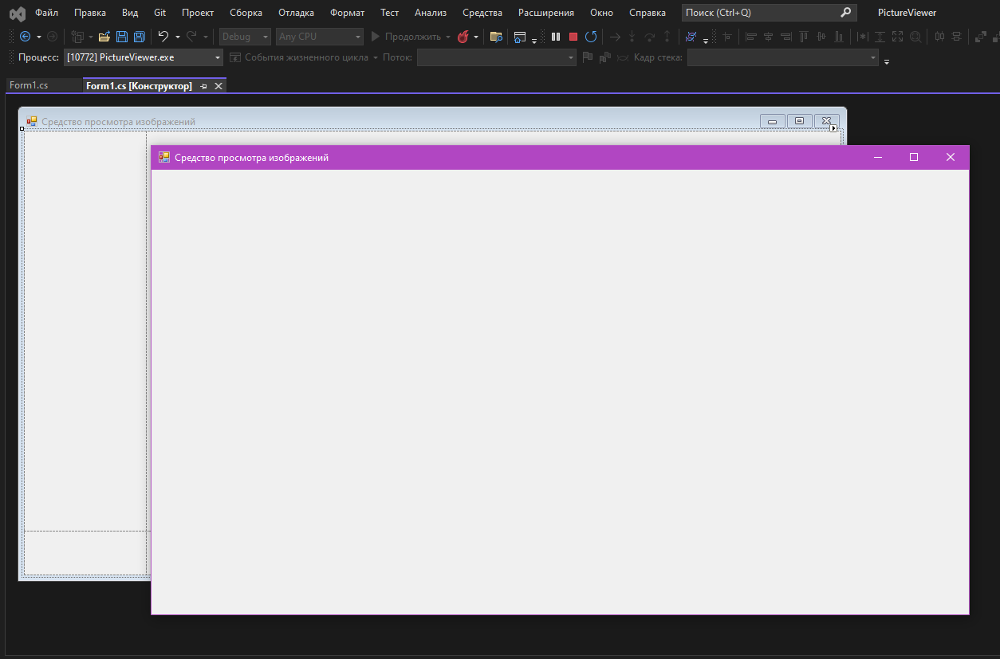 Файл Правка Вид Git Проект Сборка Отладка Формат Тест Анализ Средства Расширения Окно Справка Поиск (Ctrl+Q) PictureViewer
Debug Any CPU Продолжить
Процесс: [10772] PictureViewer.exe События жизненного цикла Поток: Кадр стека:
Form1.cs Form1.cs [Конструктор]
Средство просмотра изображений
Средство просмотра изображений